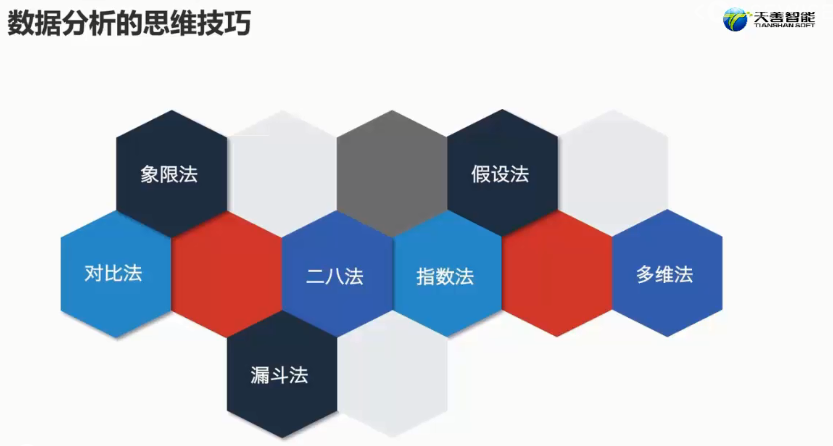 数据分析的思维技巧
天善智能
TIANSHAN SOFT
象限法
假设法
对比法
二八法
指数法
多维法
漏斗法